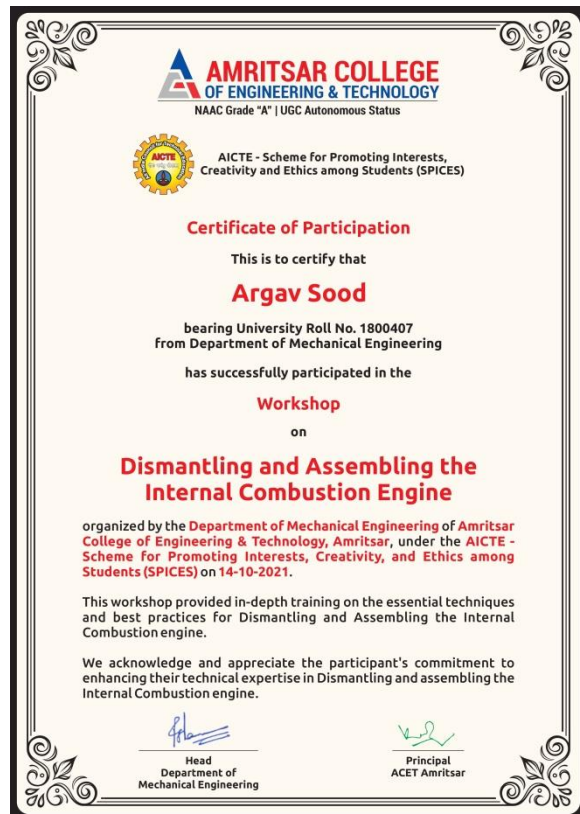 AMRITSAR COLLEGE
OF ENGINEERING & TECHNOLOGY
NAAC Grade "A" | UGC Autonomous Status
AICTE
AICTE - Scheme for Promoting Interests,
Creativity and Ethics among Students (SPICES)
Certificate of Participation
This is to certify that
Argav Sood
bearing University Roll No. 1800407
from Department of Mechanical Engineering
has successfully participated in the
Workshop
on
Dismantling and Assembling the
Internal Combustion Engine
organized by the Department of Mechanical Engineering of Amritsar
College of Engineering & Technology, Amritsar, under the AICTE -
Scheme for Promoting Interests, Creativity, and Ethics among
Students (SPICES) on 14-10-2021.
This workshop provided in-depth training on the essential techniques
and best practices for Dismantling and Assembling the Internal
Combustion engine.
We acknowledge and appreciate the participant's commitment to
enhancing their technical expertise in Dismantling and assembling the
Internal Combustion engine.
Head
Department of
Mechanical Engineering
Principal
ACET Amritsar